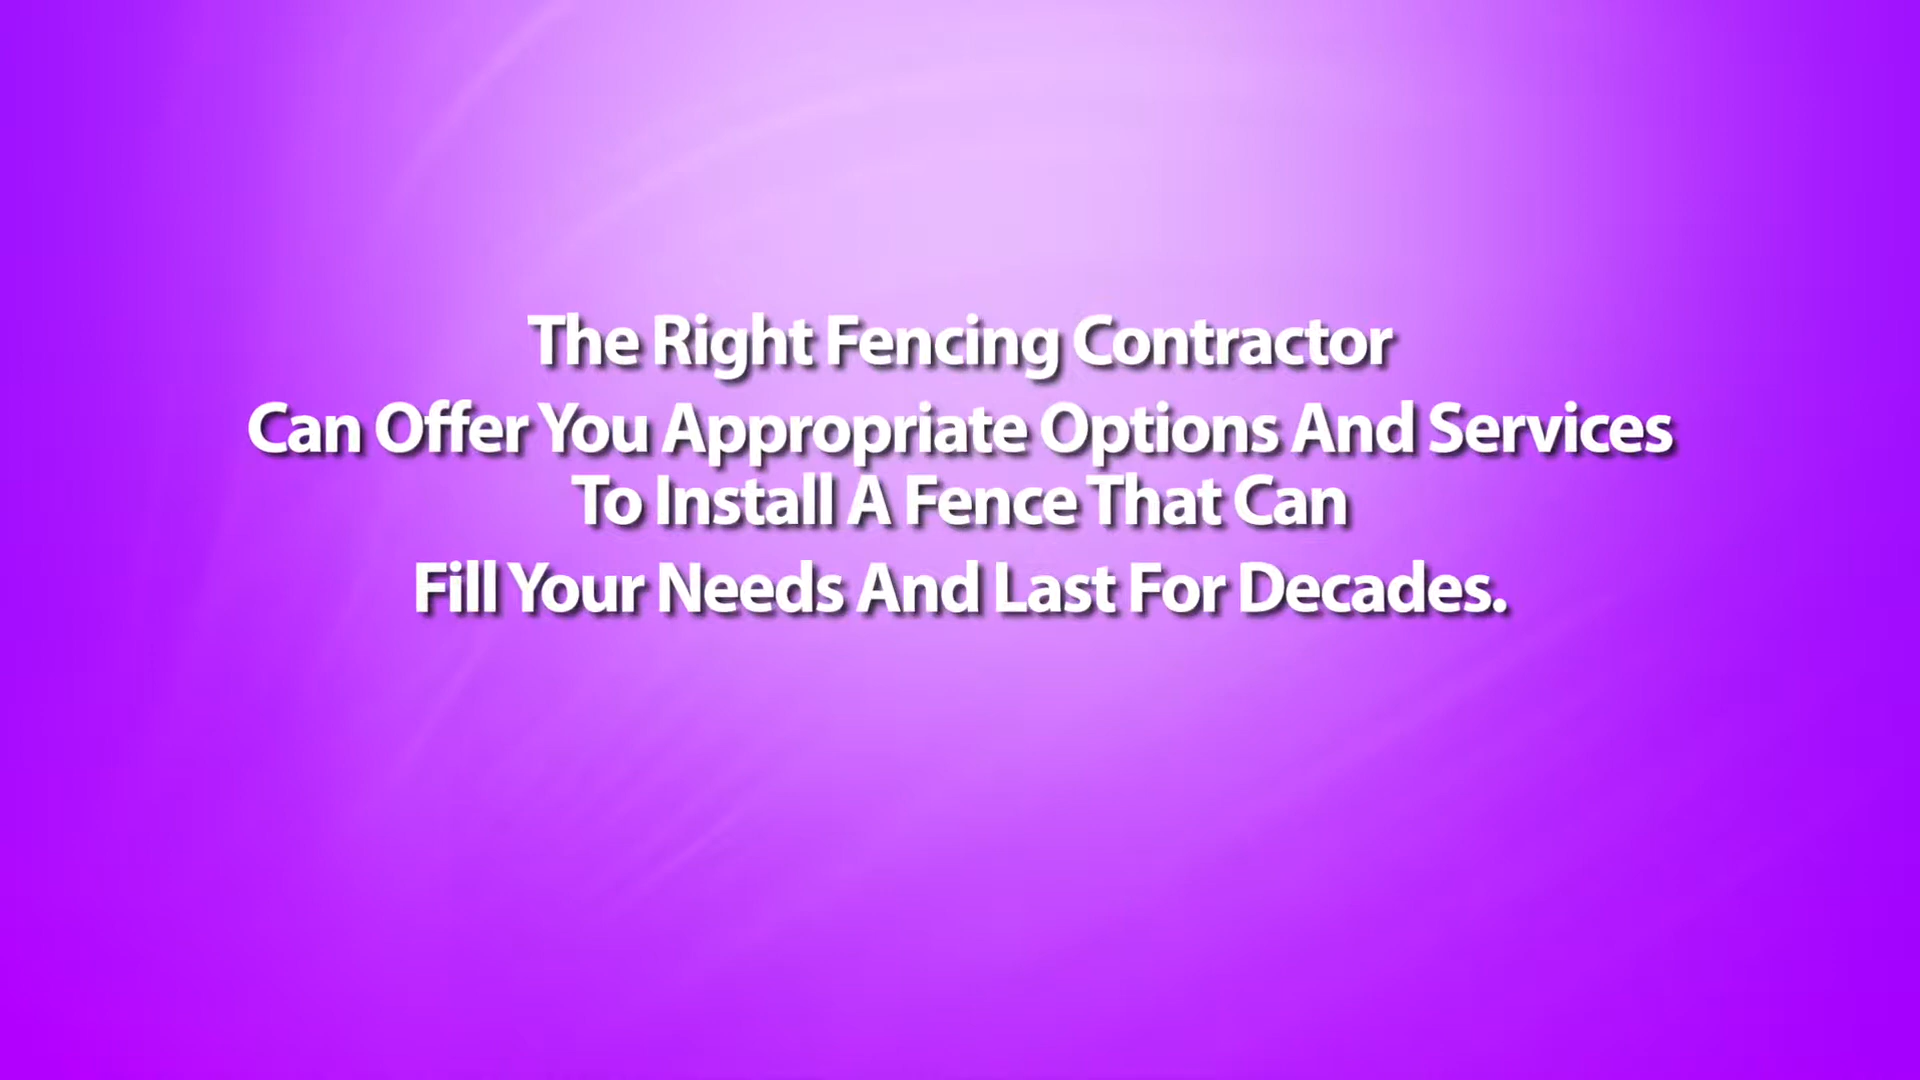 The Right Fencing Contractor
Can Offer You Appropriate Options And Services
To Install A Fence That Can
Fill Your Needs And Last For Decades.